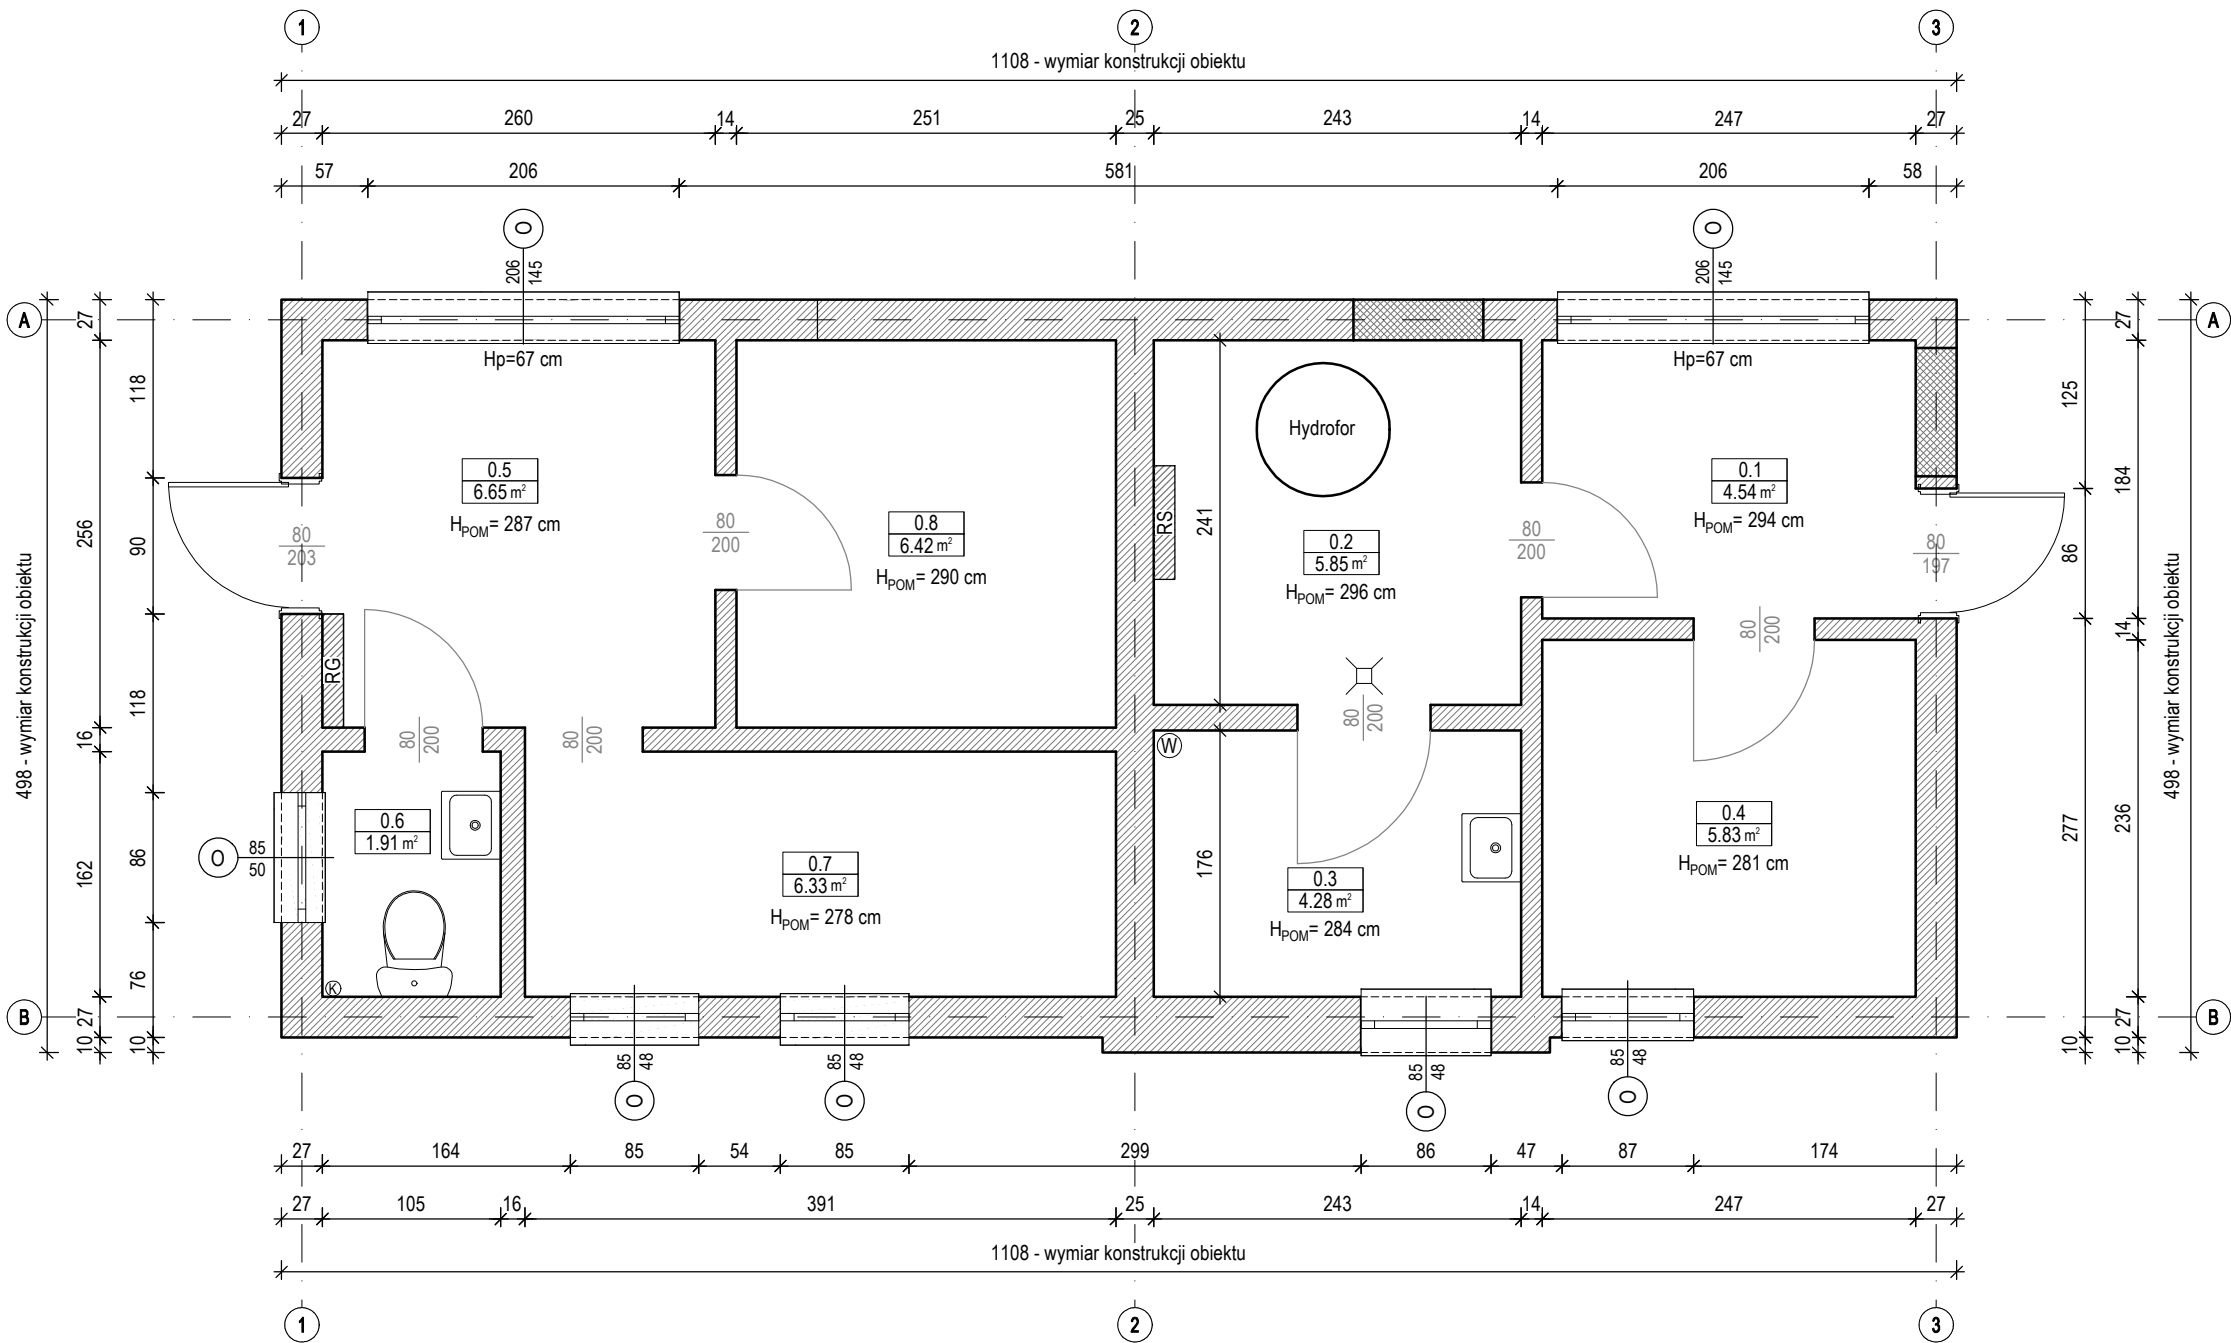 1
2
3
1108 - wymiar konstrukcji obiektu
27 260 14 251 25 243 14 247 27
57 206 581 206 58
O
206
145
O
206
145
A
A
Hp=67 cm
Hp=67 cm
Hydrofor
0.5
6.65 m²
HPOM= 287 cm
0.1
4.54 m²
HPOM= 294 cm
0.8
6.42 m²
HPOM= 290 cm
0.2
5.85 m²
HPOM= 296 cm
80
203
80
200
80
200
80
197
RS
241
RG
80
200
80
200
80
200
80
200
W
0.6
1.91 m²
0.7
6.33 m²
HPOM= 278 cm
0.3
4.28 m²
HPOM= 284 cm
0.4
5.83 m²
HPOM= 281 cm
176
K
O
85
50
498 - wymiar konstrukcji obiektu
27
256
16
162
27
10
118
90
118
86
76
10
125
86
277
10
27
184
14
236
27
10
498 - wymiar konstrukcji obiektu
B
B
85
48
O
85
48
O
85
48
O
85
48
O
27 164 85 54 85 299 86 47 87 174
27 105 16 391 25 243 14 247 27
1108 - wymiar konstrukcji obiektu
1
2
3